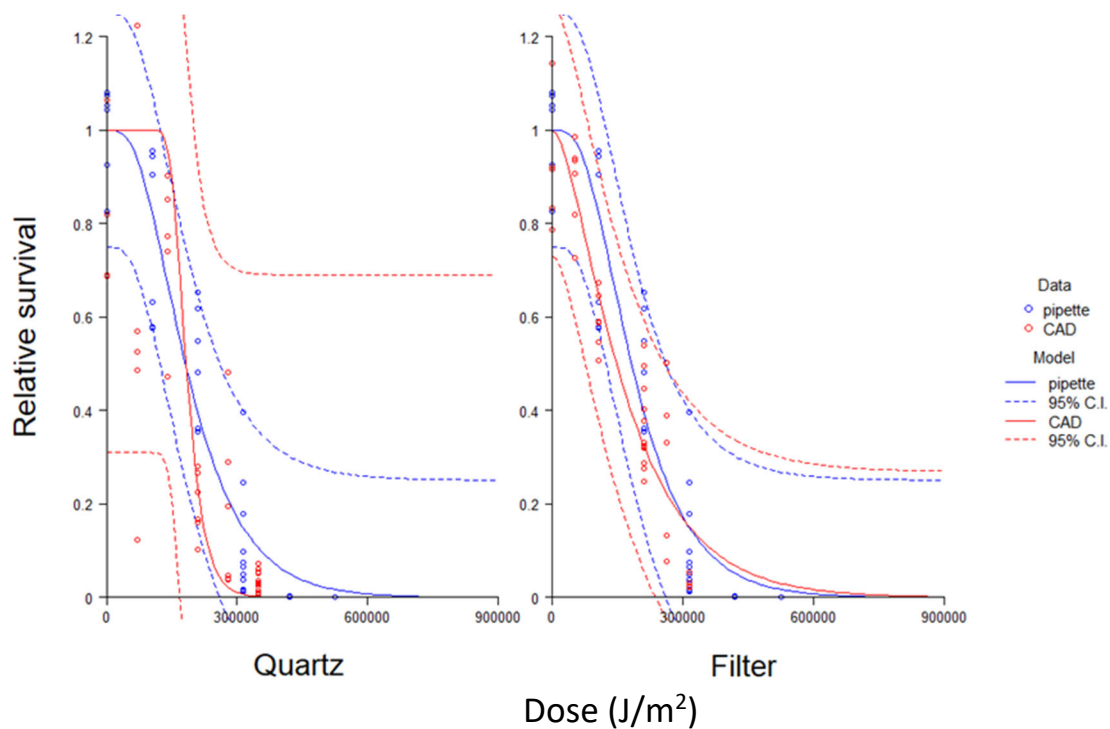 Relative survival
1.2
1
0.8
0.6
0.4
0.2
0
0 300000 600000 900000
Quartz
1.2
1
0.8
0.6
0.4
0.2
0
0 300000 600000 900000
Filter
Dose (J/m²)
Data
pipette
CAD
Model
pipette
95% C.I.
CAD
95% C.I.